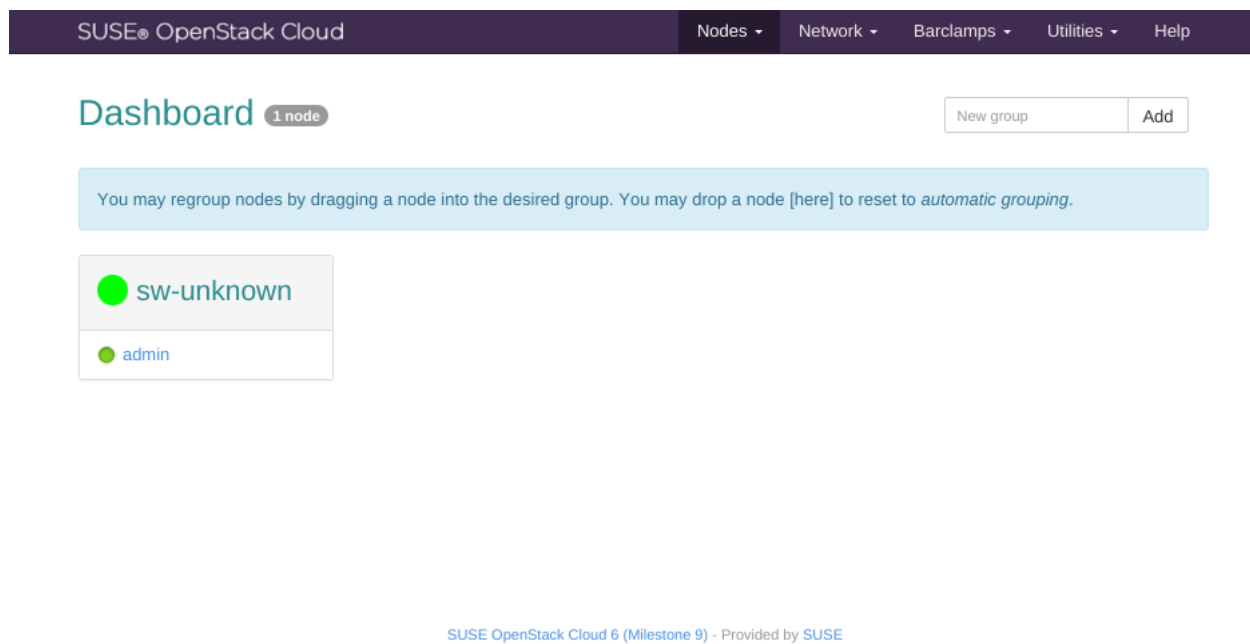 SUSE® OpenStack Cloud
Nodes
Network
Barclamps
Utilities
Help
Dashboard 1 node
New group
Add
You may regroup nodes by dragging a node into the desired group. You may drop a node [here] to reset to automatic grouping.
sw-unknown
admin
SUSE OpenStack Cloud 6 (Milestone 9) - Provided by SUSE